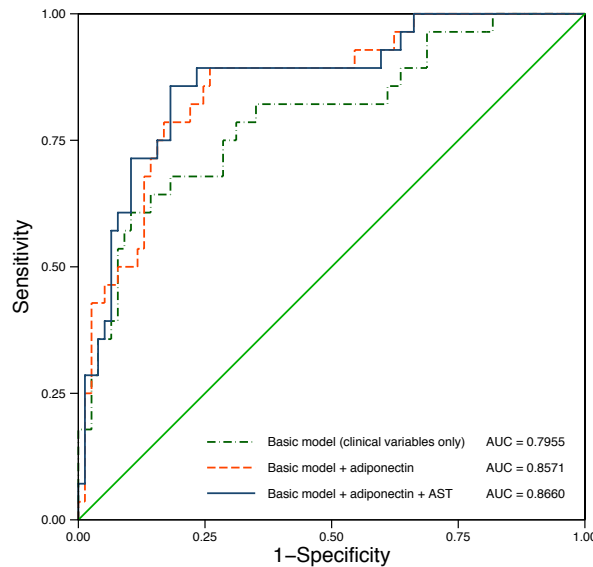 Sensitivity
1.00
0.75
0.50
0.25
0.00
Basic model (clinical variables only) AUC = 0.7955
Basic model + adiponectin AUC = 0.8571
Basic model + adiponectin + AST AUC = 0.8660
0.00 0.25 0.50 0.75 1.00
1−Specificity